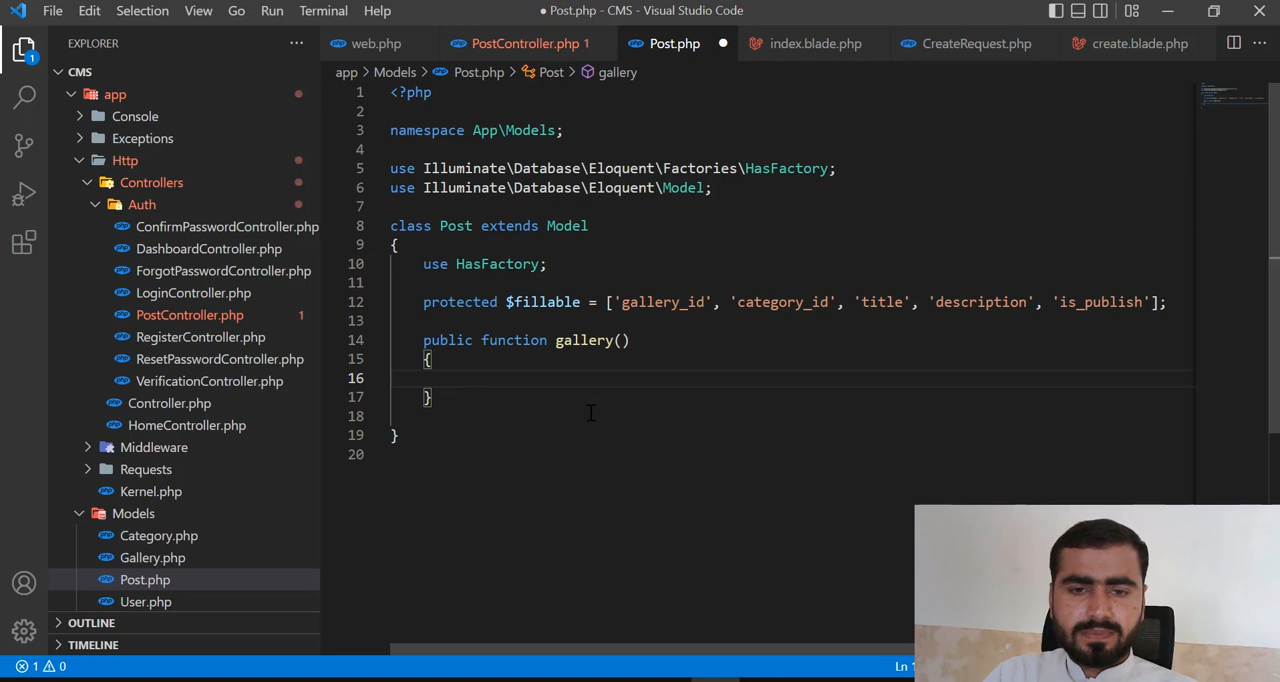 File Edit Selection View Go Run Terminal Help
● Post.php - CMS - Visual Studio Code
EXPLORER
1
CMS
app
Console
Exceptions
Http
Controllers
Auth
ConfirmPasswordController.php
DashboardController.php
ForgotPasswordController.php
LoginController.php
PostController.php 1
RegisterController.php
ResetPasswordController.php
VerificationController.php
Controller.php
HomeController.php
Middleware
Requests
Kernel.php
Models
Category.php
Gallery.php
Post.php
User.php
OUTLINE
TIMELINE
web.php PostController.php 1 Post.php index.blade.php CreateRequest.php create.blade.php
app > Models > Post.php > Post > gallery
1 <?php
2
3 namespace App\Models;
4
5 use Illuminate\Database\Eloquent\Factories\HasFactory;
6 use Illuminate\Database\Eloquent\Model;
7
8 class Post extends Model
9 {
10 use HasFactory;
11
12 protected $fillable = ['gallery_id', 'category_id', 'title', 'description', 'is_publish'];
13
14 public function gallery()
15 {
16
17 }
18
19 }
20
1 0